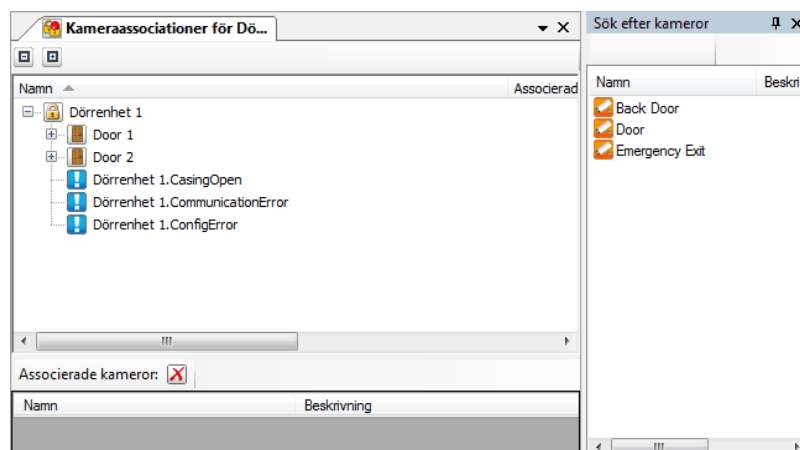 Kameraassociationer för Dö...
Namn
Associerad
Dörrenhet 1
Door 1
Door 2
Dörrenhet 1.CasingOpen
Dörrenhet 1.CommunicationError
Dörrenhet 1.ConfigError
Associerade kameror:
Namn
Beskrivning
Sök efter kameror
Namn
Beskri
Back Door
Door
Emergency Exit